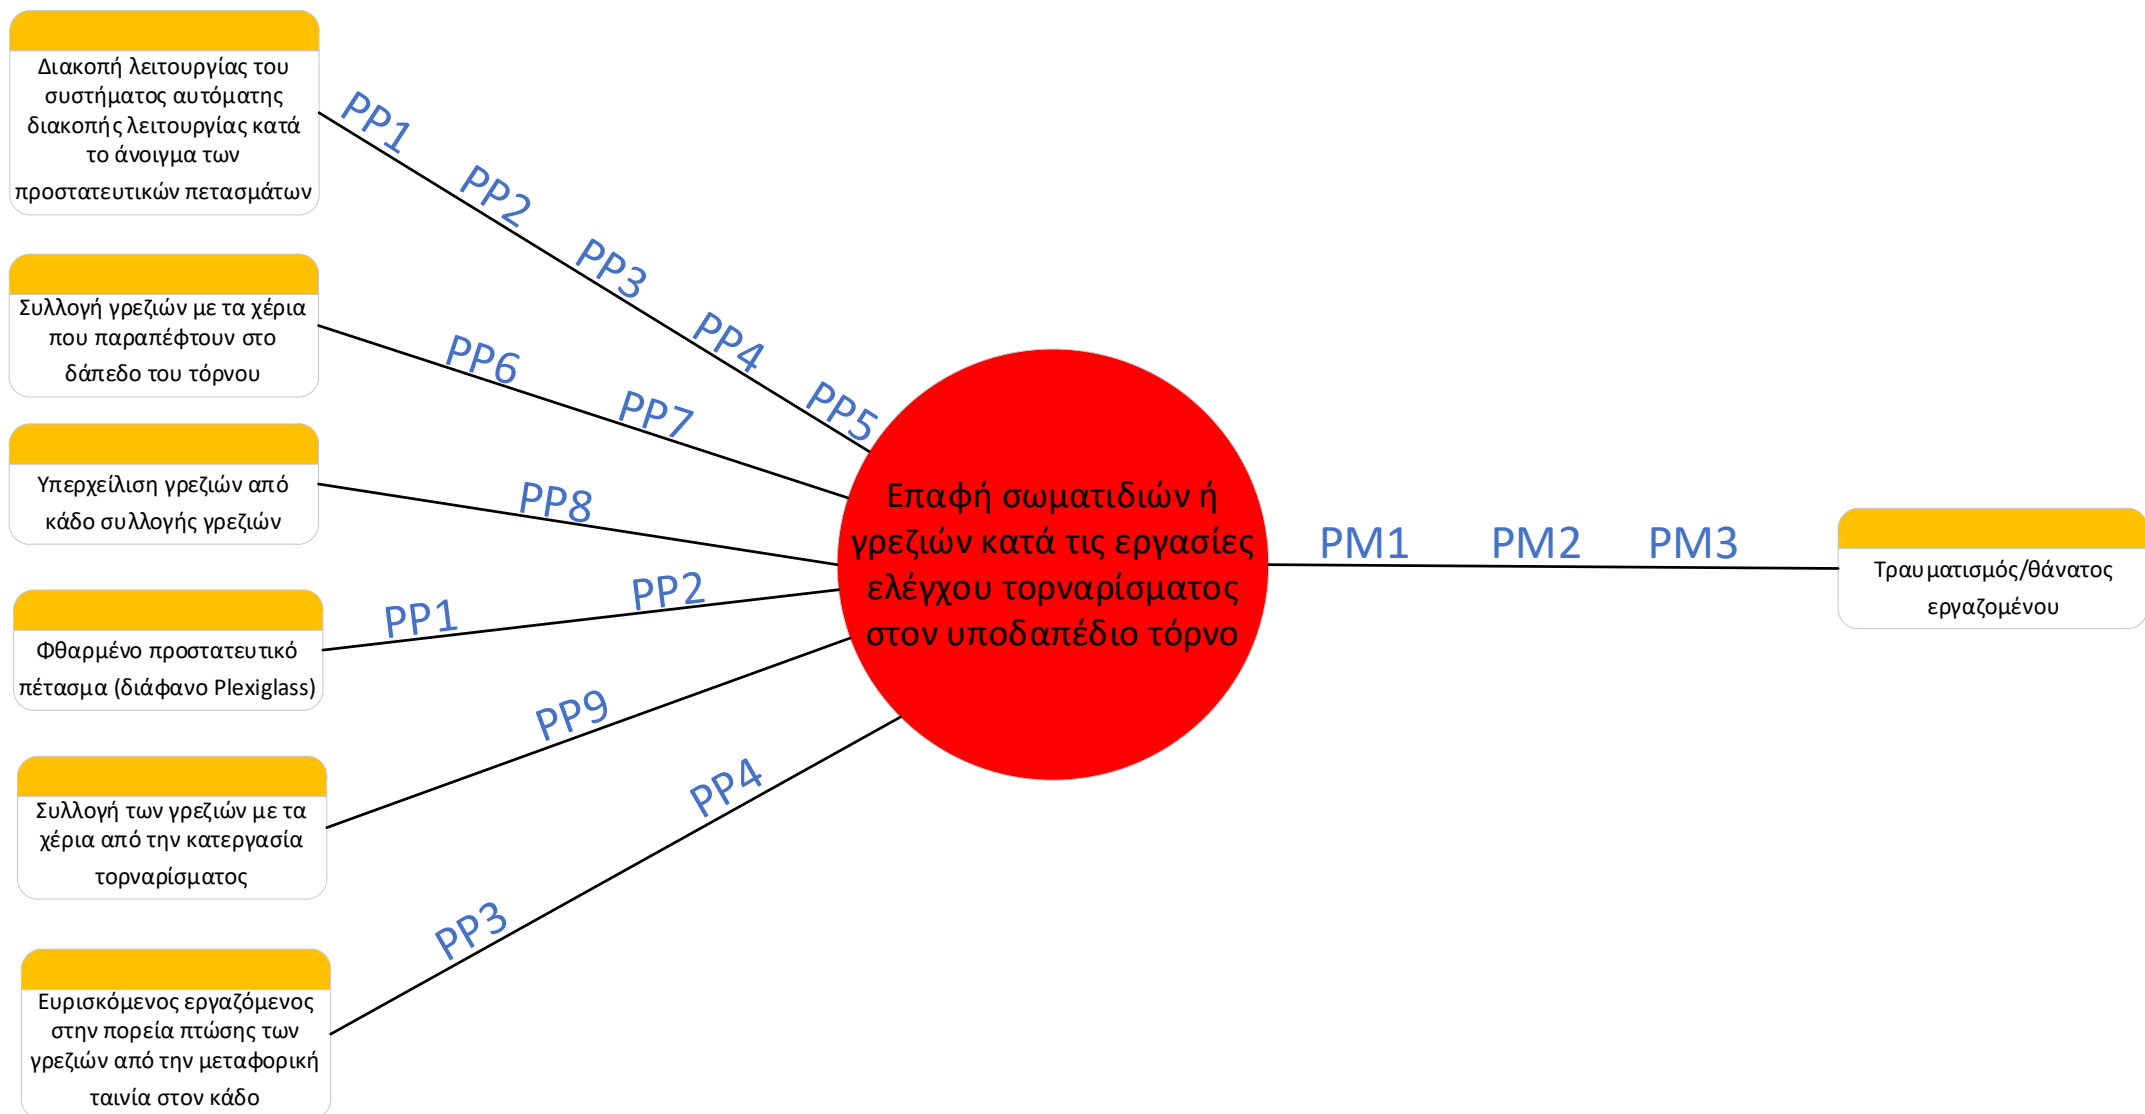 Διακοπή λειτουργίας του
συστήματος αυτόματης
διακοπής λειτουργίας κατά
το άνοιγμα των
προστατευτικών πετασμάτων
PP1
PP2
PP3
PP4
PP5
Συλλογή γρεζιών με τα χέρια
που παραπέφτουν στο
δάπεδο του τόρνου
PP6
PP7
Υπερχείλιση γρεζιών από
κάδο συλλογής γρεζιών
PP8
Φθαρμένο προστατευτικό
πέτασμα (διάφανο Plexiglass)
PP1
PP2
Συλλογή των γρεζιών με τα
χέρια από την κατεργασία
τορναρίσματος
PP9
Ευρισκόμενος εργαζόμενος
στην πορεία πτώσης των
γρεζιών από την μεταφορική
ταινία στον κάδο
PP3
PP4
Επαφή σωματιδιών ή
γρεζιών κατά τις εργασίες
ελέγχου τορναρίσματος
στον υποδαπέδιο τόρνο
PM1
PM2
PM3
Τραυματισμός/θάνατος
εργαζομένου